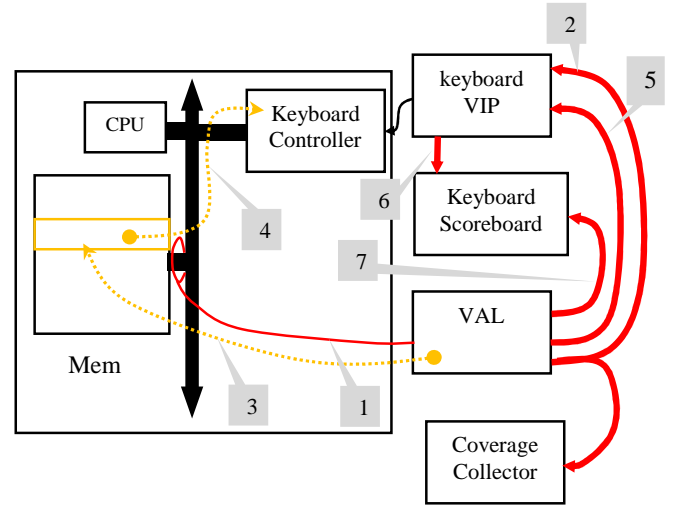 2
keyboard
VIP
5
CPU
Keyboard
Controller
6
Keyboard
Scoreboard
4
7
VAL
Mem
3
1
Coverage
Collector